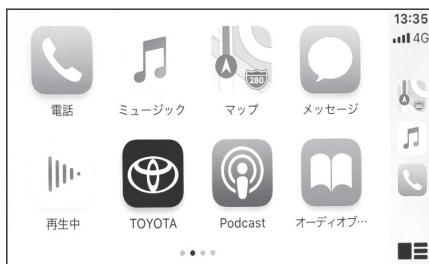 13:35
4G
電話
ミュージック
マップ
280
メッセージ
再生中
TOYOTA
Podcast
オーディオブ…